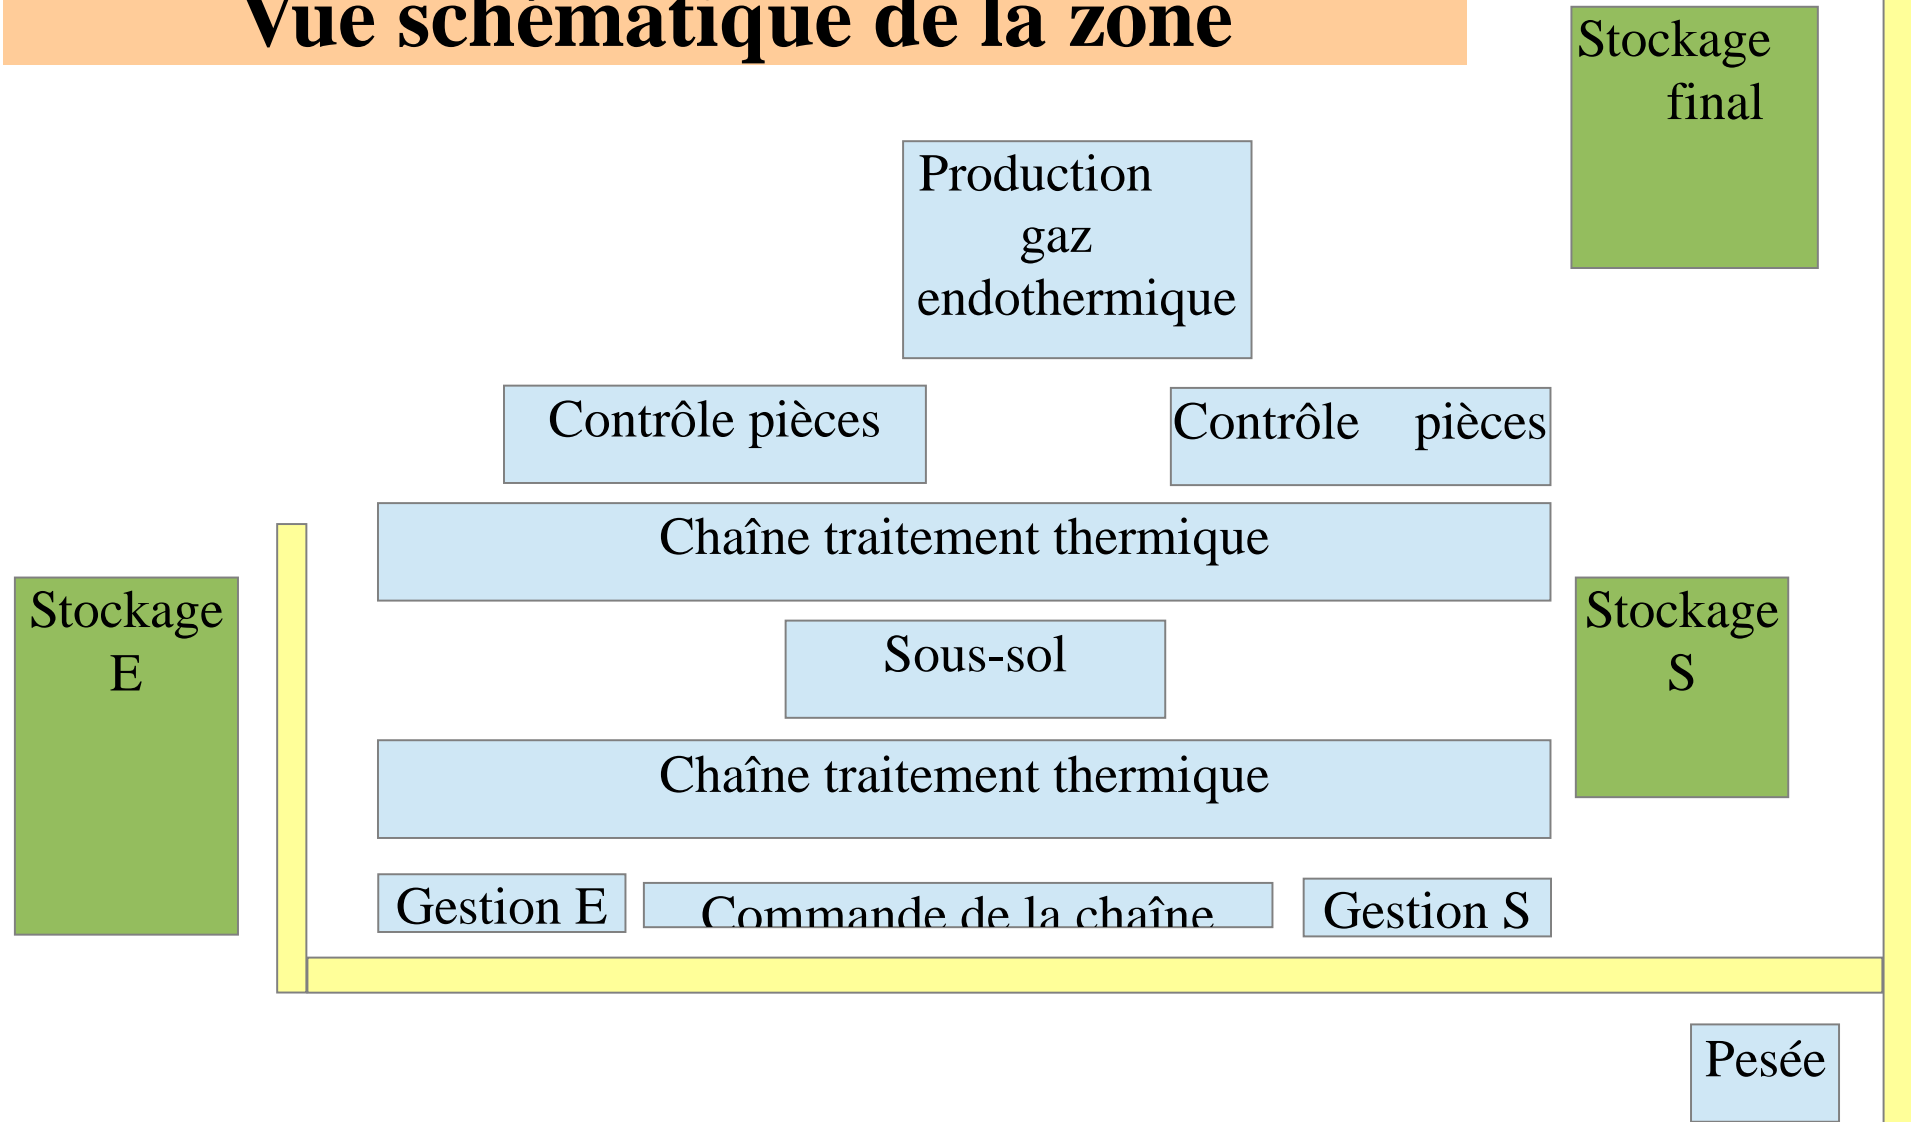 Vue schématique de la zone
Stockage
final
Production
gaz
endothermique
Contrôle pièces
Contrôle pièces
Chaîne traitement thermique
Stockage
E
Stockage
S
Sous-sol
Chaîne traitement thermique
Gestion E
Commande de la chaîne
Gestion S
Pesée